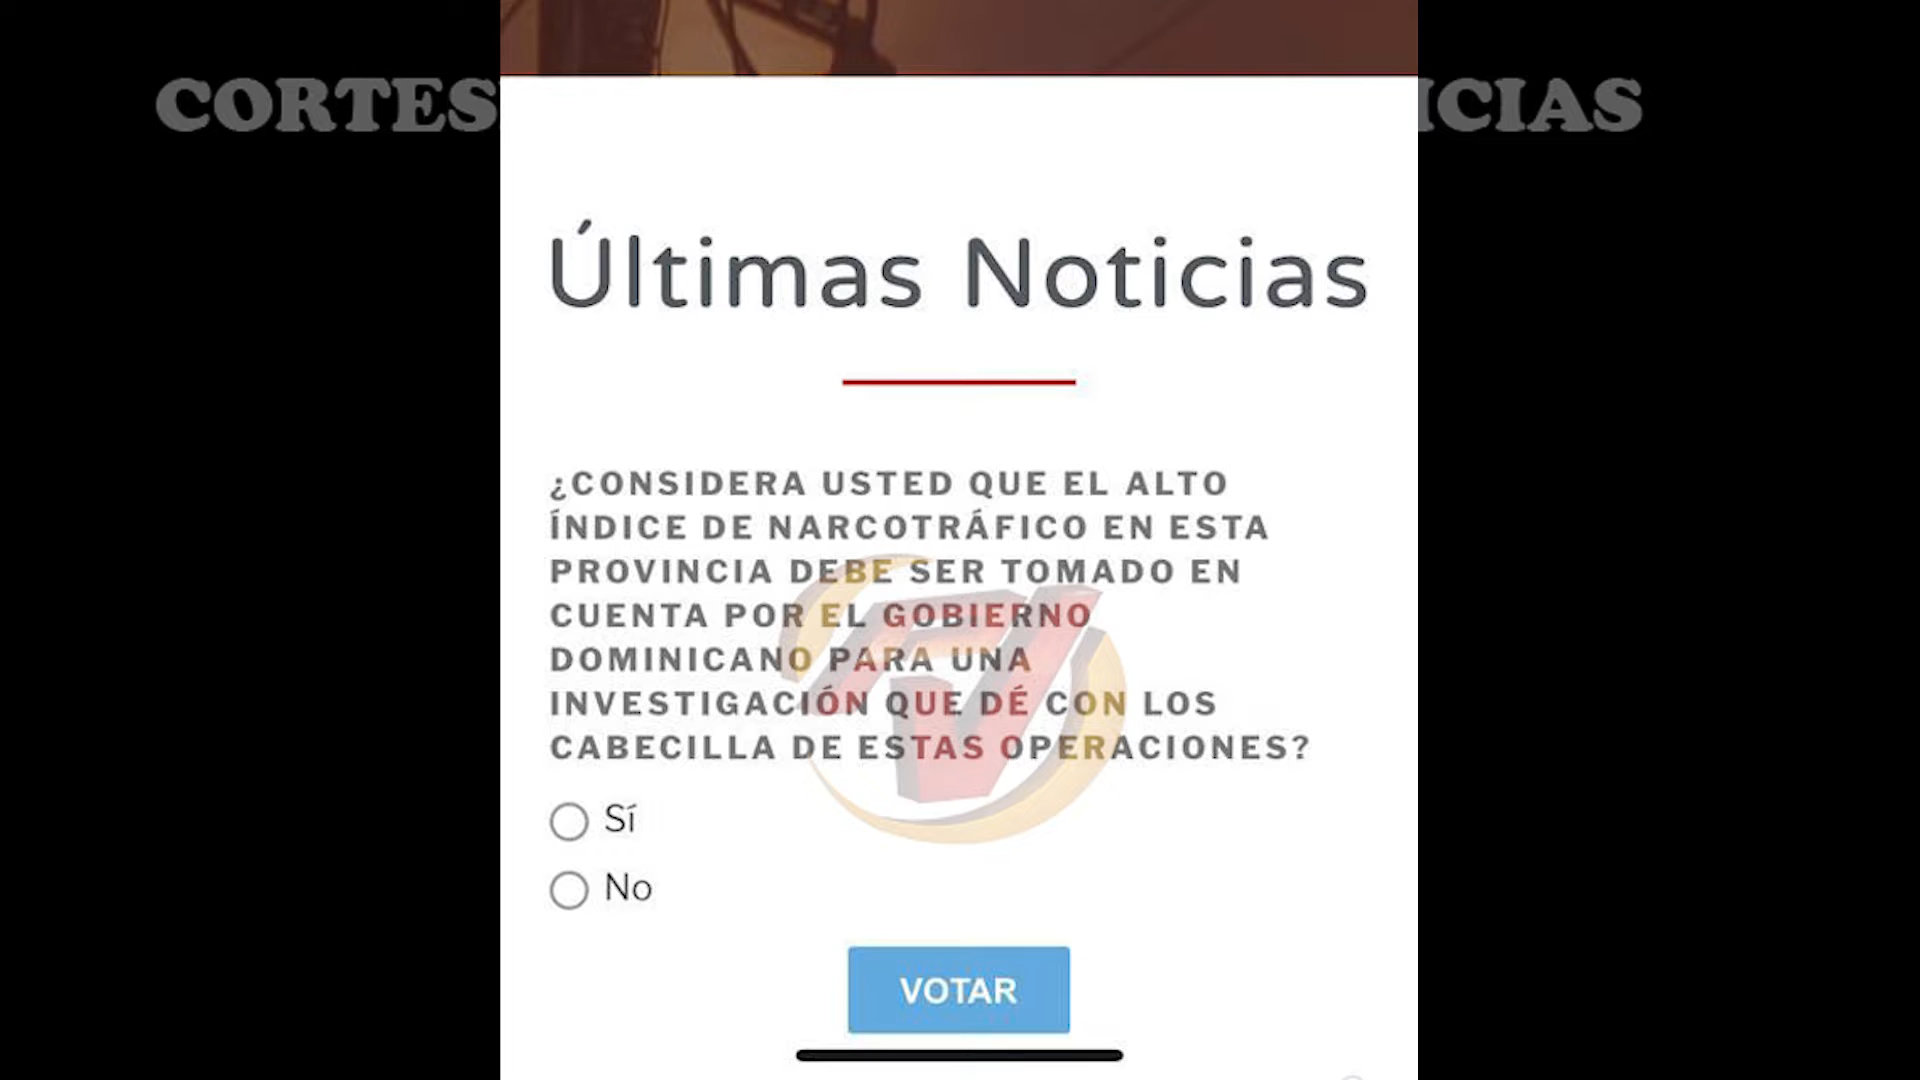 CORTES
ICIAS
Últimas Noticias
¿CONSIDERA USTED QUE EL ALTO
ÍNDICE DE NARCOTRÁFICO EN ESTA
PROVINCIA DEBE SER TOMADO EN
CUENTA POR EL GOBIERNO
DOMINICANO PARA UNA
INVESTIGACIÓN QUE DÉ CON LOS
CABECILLA DE ESTAS OPERACIONES?
Sí
No
VOTAR